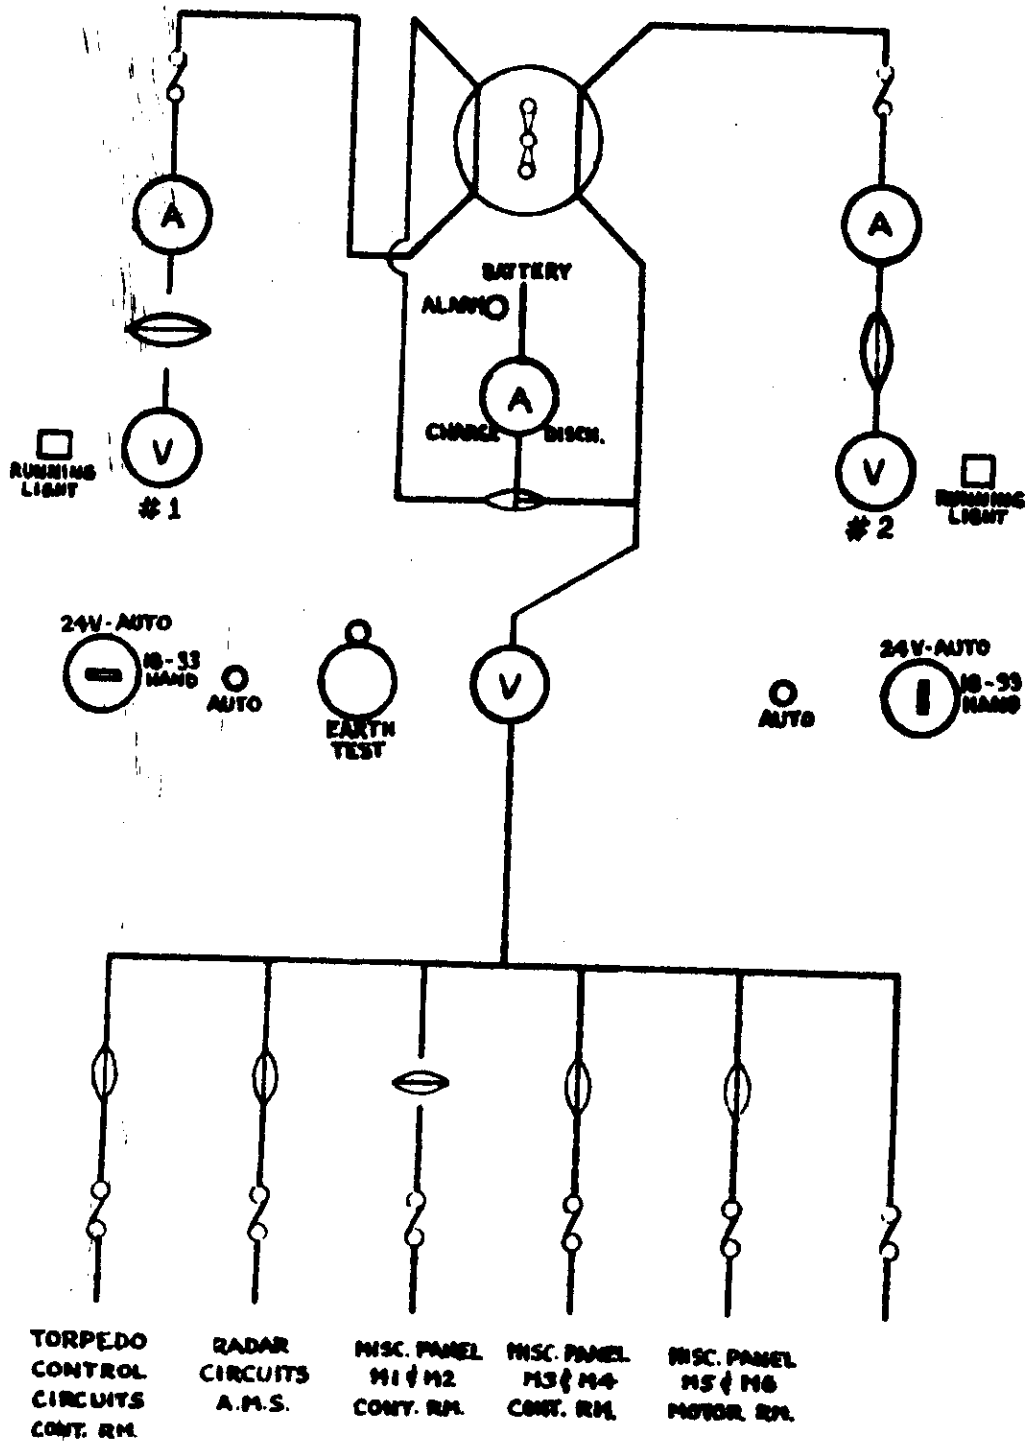 A
A
BATTERY
ALARM
A
CHARGE DISCH.
V
RUNNING
LIGHT
#1
V
RUNNING
LIGHT
#2
24V-AUTO
18-33
HAND
AUTO
EARTH
TEST
V
AUTO
24V-AUTO
18-33
HAND
TORPEDO
CONTROL
CIRCUITS
CONT. RM.
RADAR
CIRCUITS
A.M.S.
MISC. PANEL
M1 & M2
CONT. RM.
MISC. PANEL
M3 & M4
CONT. RM.
MISC. PANEL
M5 & M6
MOTOR RM.